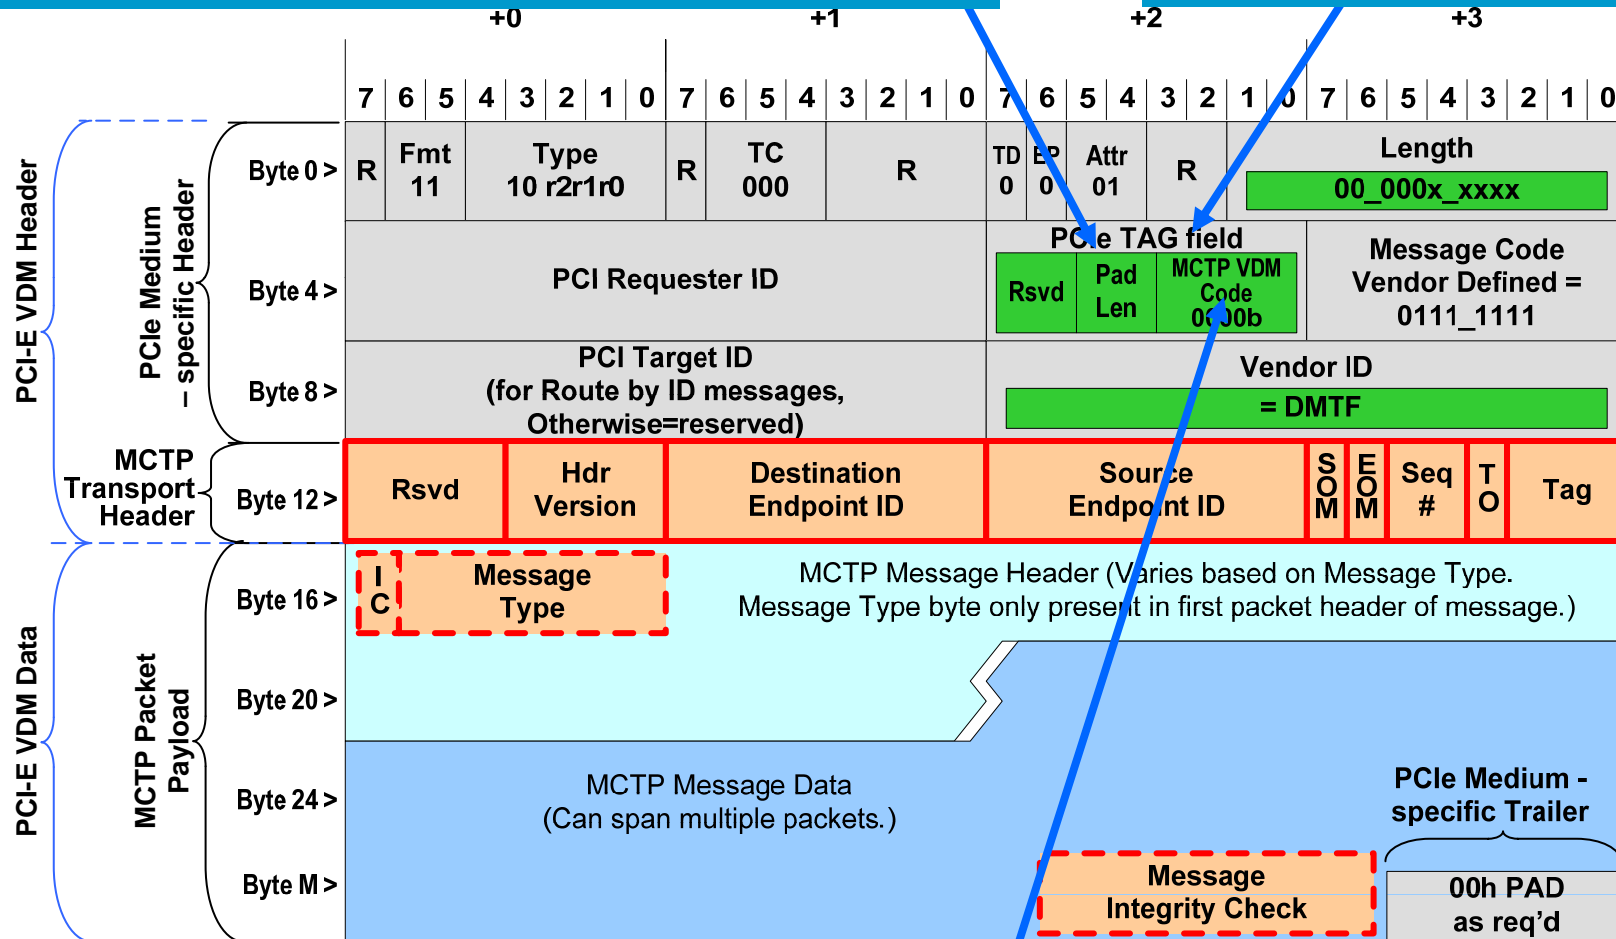 +0 +1 +2 +3
7 6 5 4 3 2 1 0 7 6 5 4 3 2 1 0 7 6 5 4 3 2 1 0 7 6 5 4 3 2 1 0
PCI-E VDM Header
PCIe Medium
– specific Header
Byte 0 >
R
Fmt
11
Type
10 r2r1r0
R
TC
000
R
TD
0
EP
0
Attr
01
R
Length
00_000x_xxxx
Byte 4 >
PCI Requester ID
PCIe TAG field
Rsvd
Pad
Len
MCTP VDM
Code
0000b
Message Code
Vendor Defined =
0111_1111
Byte 8 >
PCI Target ID
(for Route by ID messages,
Otherwise=reserved)
Vendor ID
= DMTF
MCTP
Transport
Header
Byte 12 >
Rsvd
Hdr
Version
Destination
Endpoint ID
Source
Endpoint ID
SOM
EOM
Seq
#
TO
Tag
PCI-E VDM Data
MCTP Packet
Payload
Byte 16 >
IC
Message
Type
MCTP Message Header (Varies based on Message Type.
Message Type byte only present in first packet header of message.)
Byte 20 >
Byte 24 >
MCTP Message Data
(Can span multiple packets.)
PCIe Medium -
specific Trailer
Byte M >
Message
Integrity Check
00h PAD
as req'd